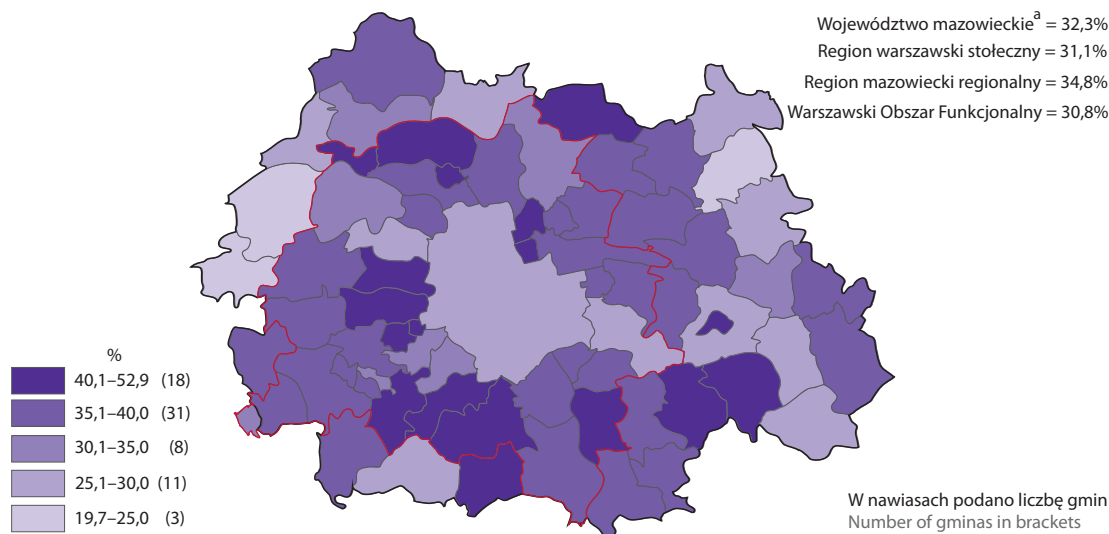 Województwo mazowieckieᵃ = 32,3%
Region warszawski stołeczny = 31,1%
Region mazowiecki regionalny = 34,8%
Warszawski Obszar Funkcjonalny = 30,8%
%
40,1–52,9 (18)
35,1–40,0 (31)
30,1–35,0 (8)
25,1–30,0 (11)
19,7–25,0 (3)
W nawiasach podano liczbę gmin
Number of gminas in brackets